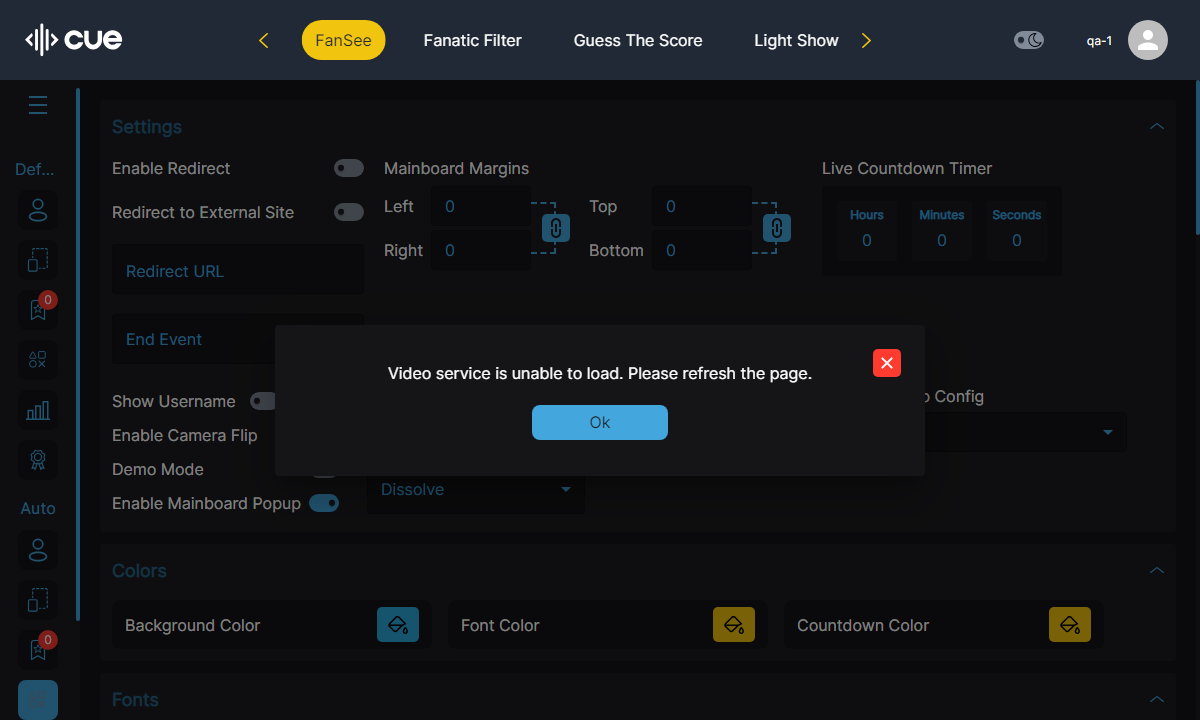 cue
FanSee
Fanatic Filter
Guess The Score
Light Show
qa-1
Def...
0
Auto
0
Settings
Enable Redirect
Redirect to External Site
Redirect URL
End Event
Show Username
Enable Camera Flip
Demo Mode
Enable Mainboard Popup
Mainboard Margins
Left 0
Right 0
Top 0
Bottom 0
Live Countdown Timer
Hours Minutes Seconds
0 0 0
Config
Dissolve
Video service is unable to load. Please refresh the page.
Ok
Colors
Background Color
Font Color
Countdown Color
Fonts